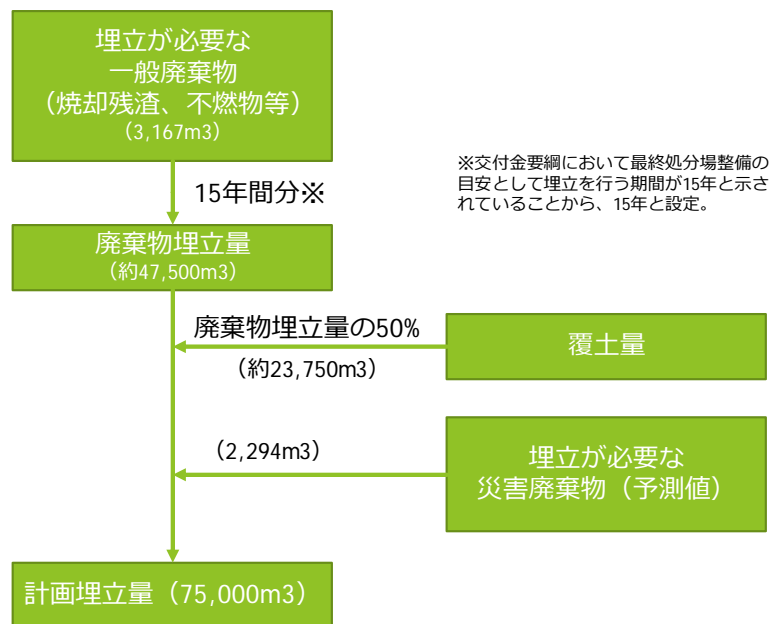 埋立が必要な
一般廃棄物
（焼却残渣、不燃物等）
（3,167m3）
15年間分※
※交付金要綱において最終処分場整備の
目安として埋立を行う期間が15年と示さ
れていることから、15年と設定。
廃棄物埋立量
（約47,500m3）
廃棄物埋立量の50%
（約23,750m3）
覆土量
（2,294m3）
埋立が必要な
災害廃棄物（予測値）
計画埋立量（75,000m3）